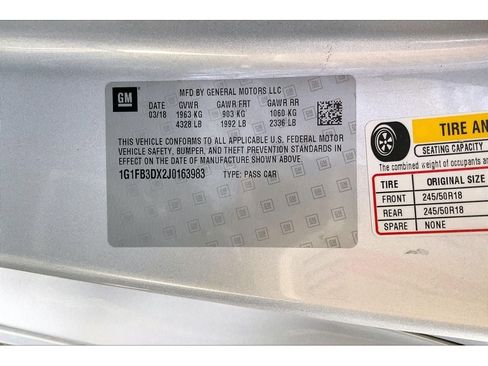 MFD BY GENERAL MOTORS LLC
GM
DATE GVWR GAWR FRT GAWR RR
03/18 1963 KG 903 KG 1060 KG
4328 LB 1992 LB 2336 LB
THIS VEHICLE CONFORMS TO ALL APPLICABLE U.S. FEDERAL MOTOR
VEHICLE SAFETY, BUMPER, AND THEFT PREVENTION STANDARDS IN
EFFECT ON THE DATE OF MANUFACTURE SHOWN ABOVE.
1G1FB3DX2J0163983 TYPE: PASS CAR
TIRE AN
SEATING CAPACITY
The combined weight of occupants an
TIRE ORIGINAL SIZE
FRONT 245/50R18
REAR 245/50R18
SPARE NONE